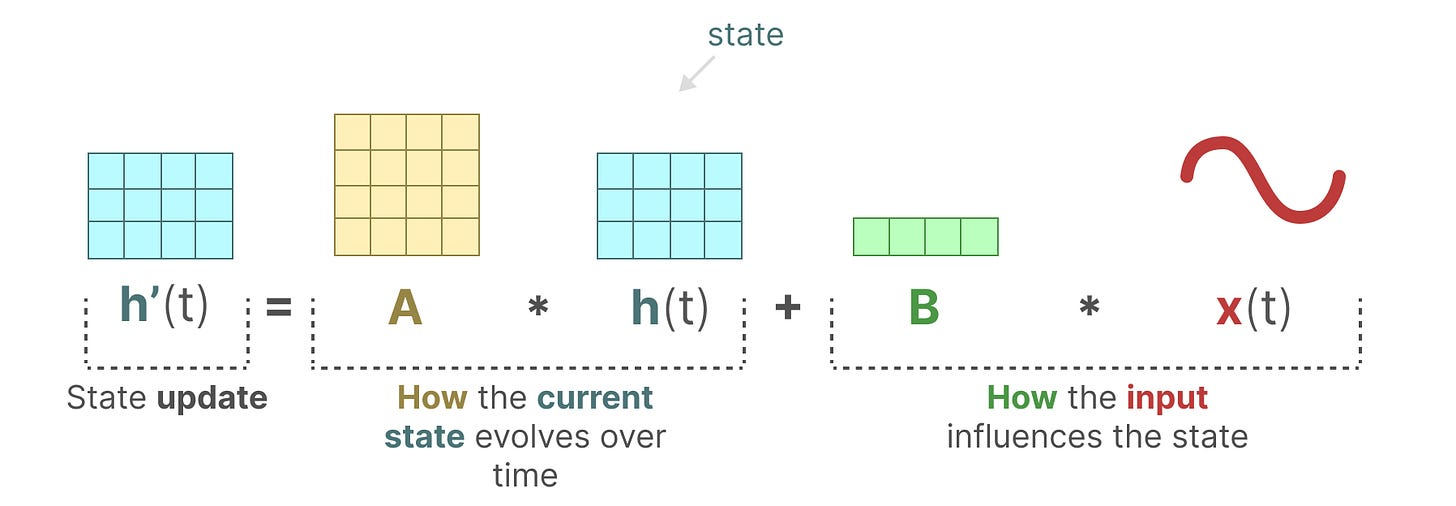 state
h’(t) = A * h(t) + B * x(t)
State update
How the current
state evolves over
time
How the input
influences the state